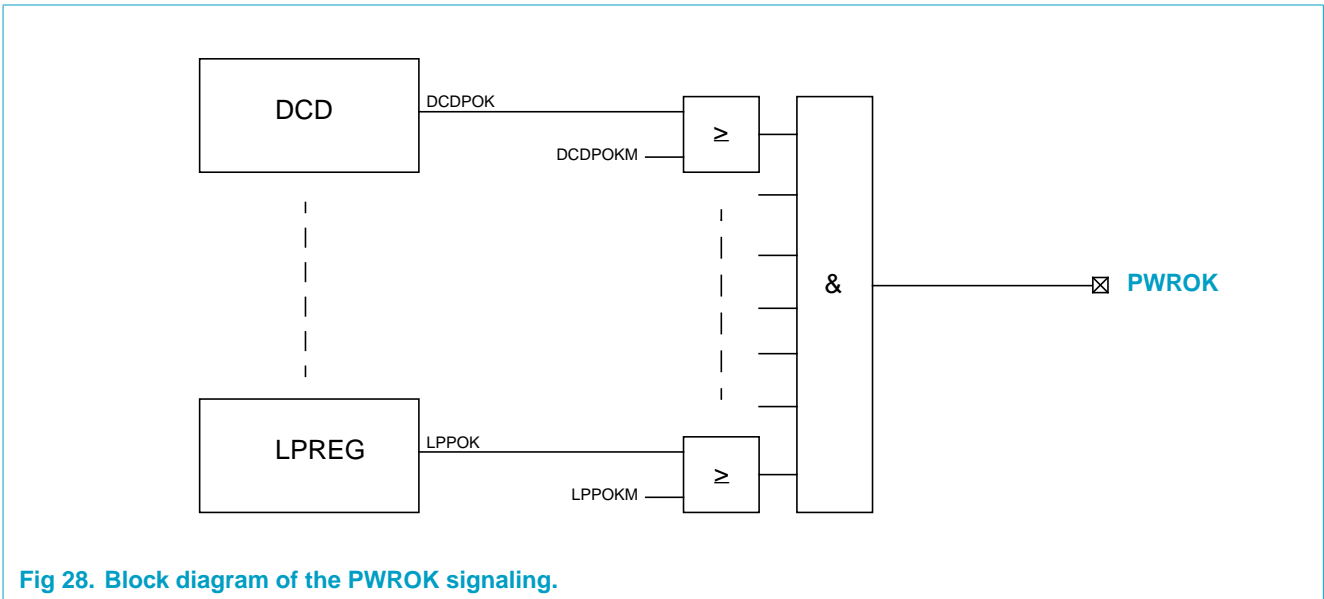 DCD
DCDPOK
DCDPOKM
≥
&
PWROK
LPREG
LPPOK
LPPOKM
≥
Fig 28. Block diagram of the PWROK signaling.